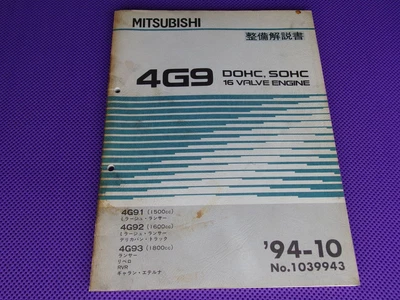 MITSUBISHI
整備解説書
4G9 DOHC, SOHC
16 VALVE ENGINE
4G91 (1500cc)
ミラージュ・ランサー
4G92 (1600cc)
ミラージュ・ランサー
デリカバン・トラック
4G93 (1800cc)
ランサー
リベロ
RVR
ギャラン・エテルナ
'94-10
No.1039943